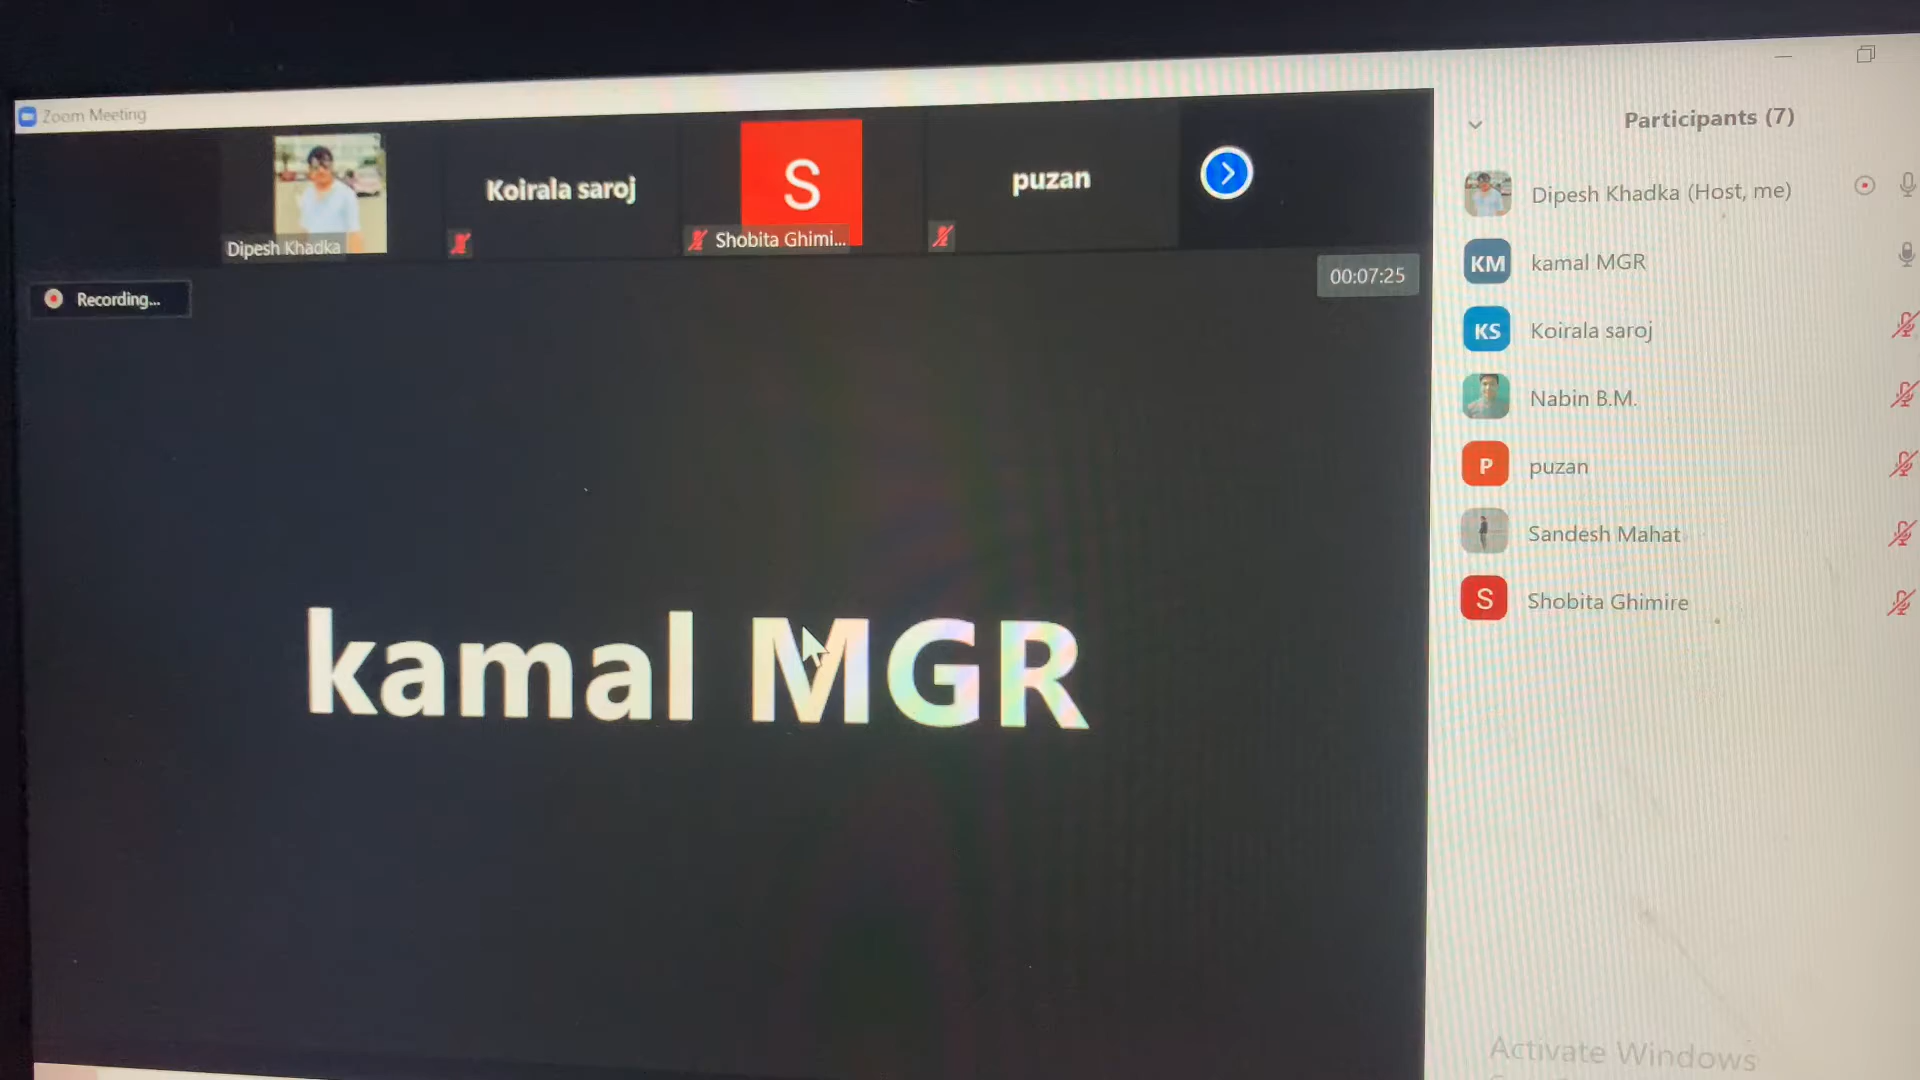 Zoom Meeting
Dipesh Khadka
Koirala saroj
S
Shobita Ghimi...
puzan
Recording...
00:07:25
kamal MGR
Participants (7)
Dipesh Khadka (Host, me)
KM kamal MGR
KS Koirala saroj
Nabin B.M.
P puzan
Sandesh Mahat
S Shobita Ghimire
Activate Windows